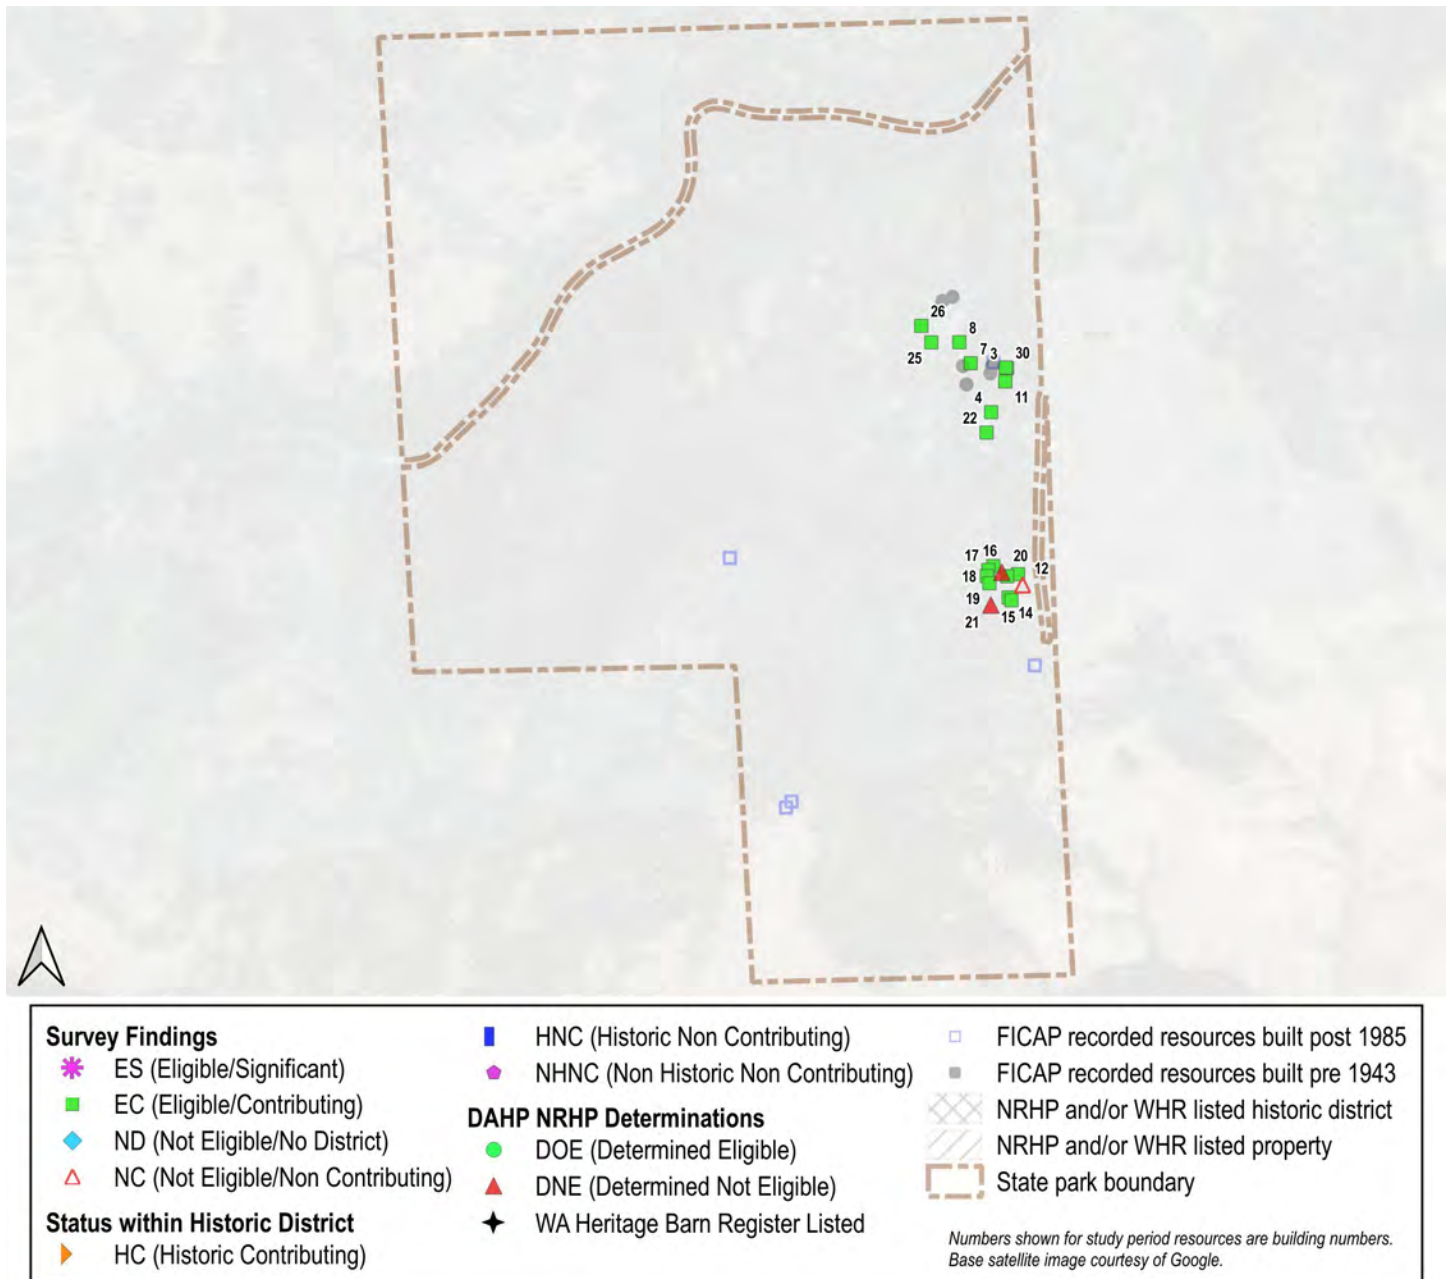 26
8
25
7
3
30
4
11
22
17
16
20
12
18
19
15
14
21
Survey Findings
ES (Eligible/Significant)
EC (Eligible/Contributing)
ND (Not Eligible/No District)
NC (Not Eligible/Non Contributing)
Status within Historic District
HC (Historic Contributing)
HNC (Historic Non Contributing)
NHNC (Non Historic Non Contributing)
DAHP NRHP Determinations
DOE (Determined Eligible)
DNE (Determined Not Eligible)
WA Heritage Barn Register Listed
FICAP recorded resources built post 1985
FICAP recorded resources built pre 1943
NRHP and/or WHR listed historic district
NRHP and/or WHR listed property
State park boundary
Numbers shown for study period resources are building numbers.
Base satellite image courtesy of Google.